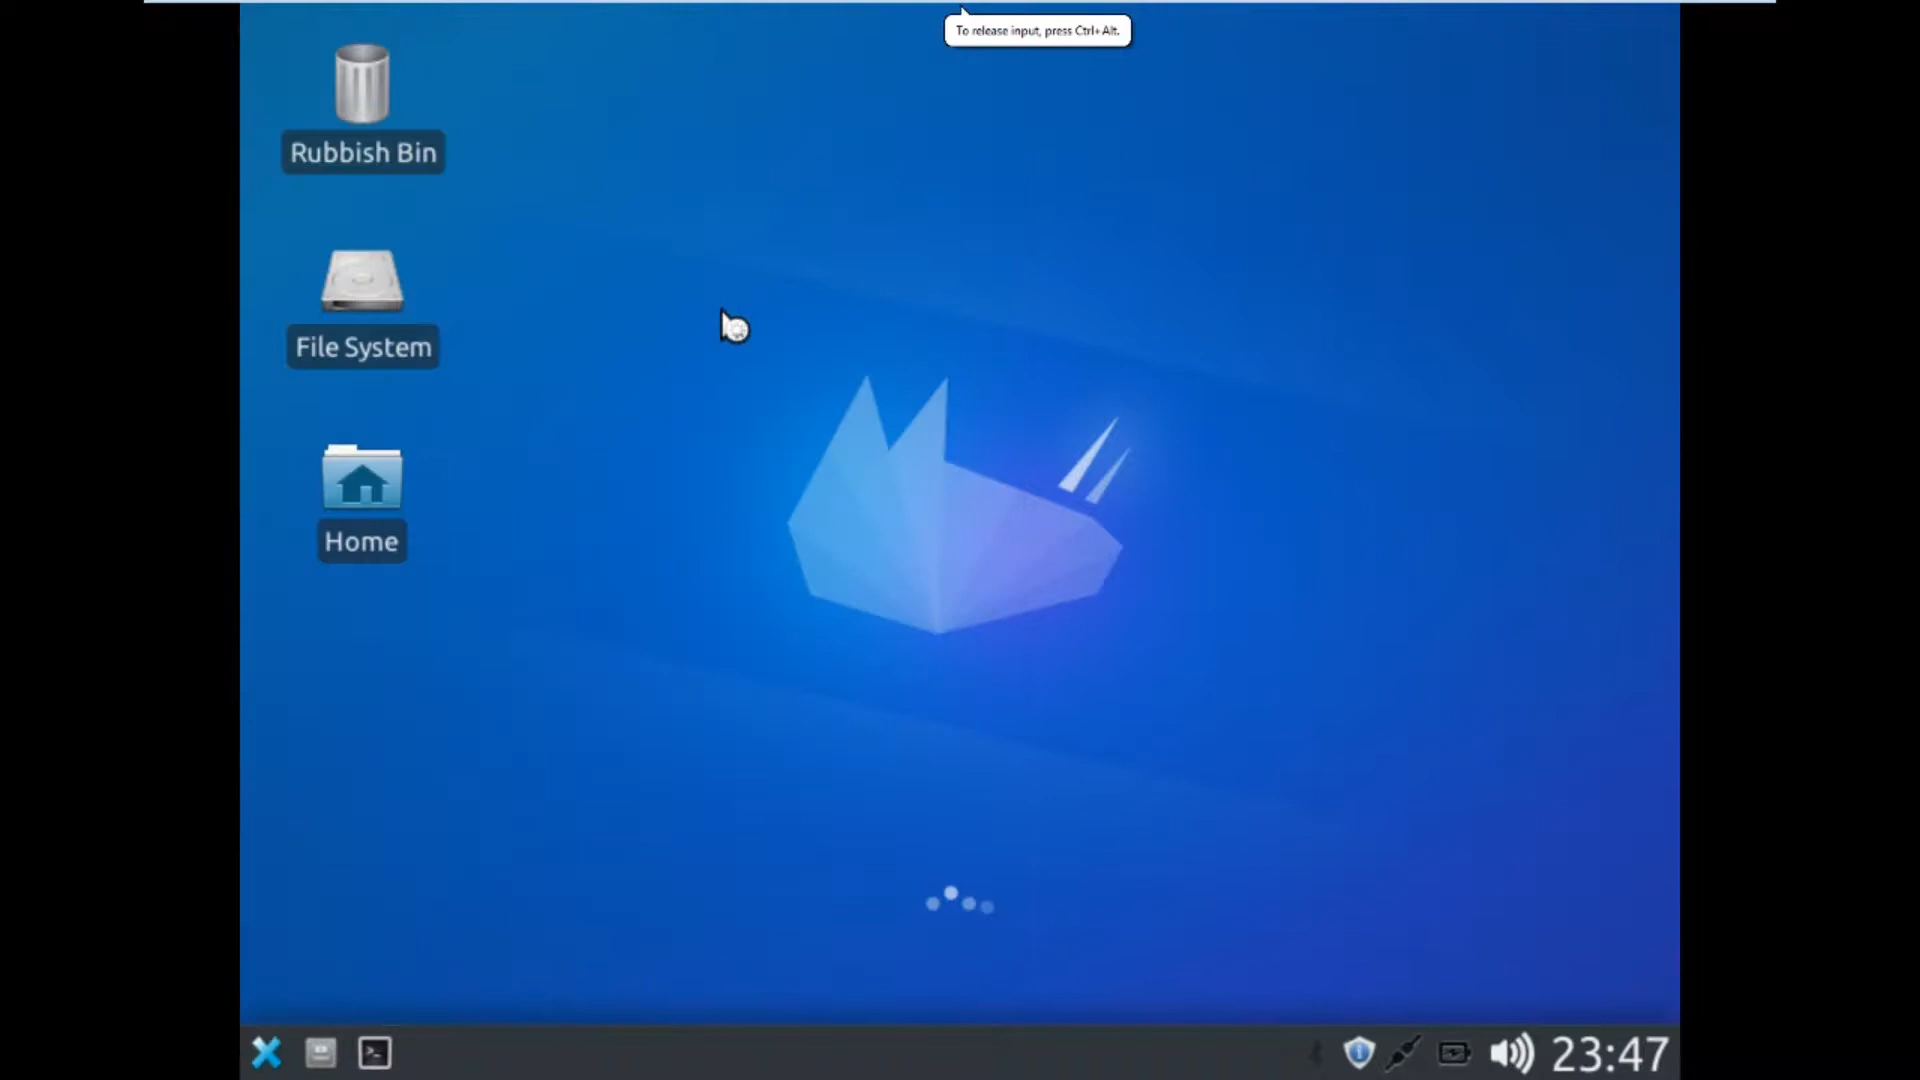 To release input, press Ctrl+Alt.
Rubbish Bin
File System
Home
23:47